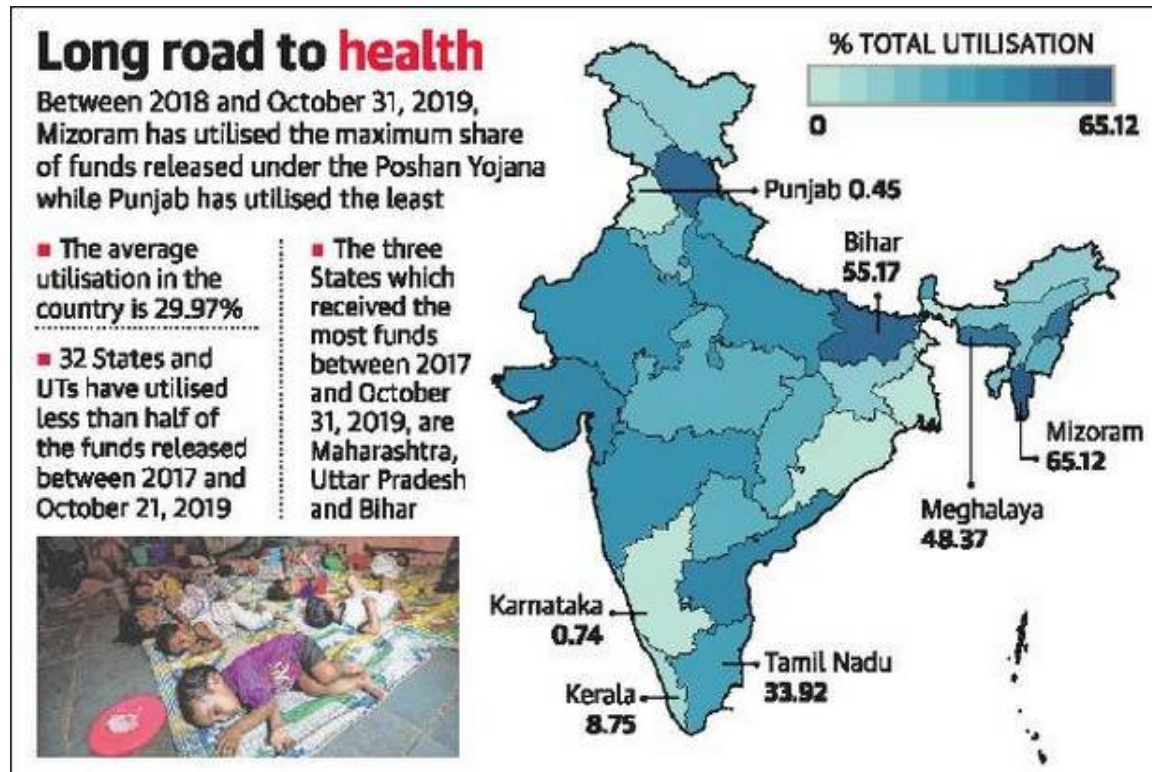 Long road to health
Between 2018 and October 31, 2019,
Mizoram has utilised the maximum share
of funds released under the Poshan Yojana
while Punjab has utilised the least
■ The average
utilisation in the
country is 29.97%
■ 32 States and
UTs have utilised
less than half of
the funds released
between 2017 and
October 21, 2019
■ The three
States which
received the
most funds
between 2017
and October
31, 2019, are
Maharashtra,
Uttar Pradesh
and Bihar
% TOTAL UTILISATION
0 65.12
Punjab 0.45
Bihar
55.17
Mizoram
65.12
Meghalaya
48.37
Karnataka
0.74
Tamil Nadu
33.92
Kerala
8.75